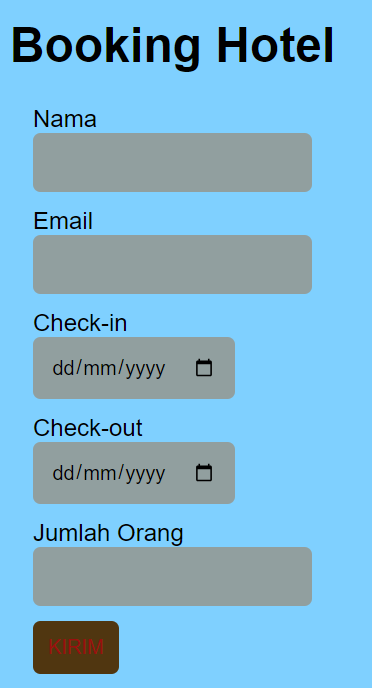 Booking Hotel
Nama
Email
Check-in
dd/mm/yyyy
Check-out
dd/mm/yyyy
Jumlah Orang
KIRIM